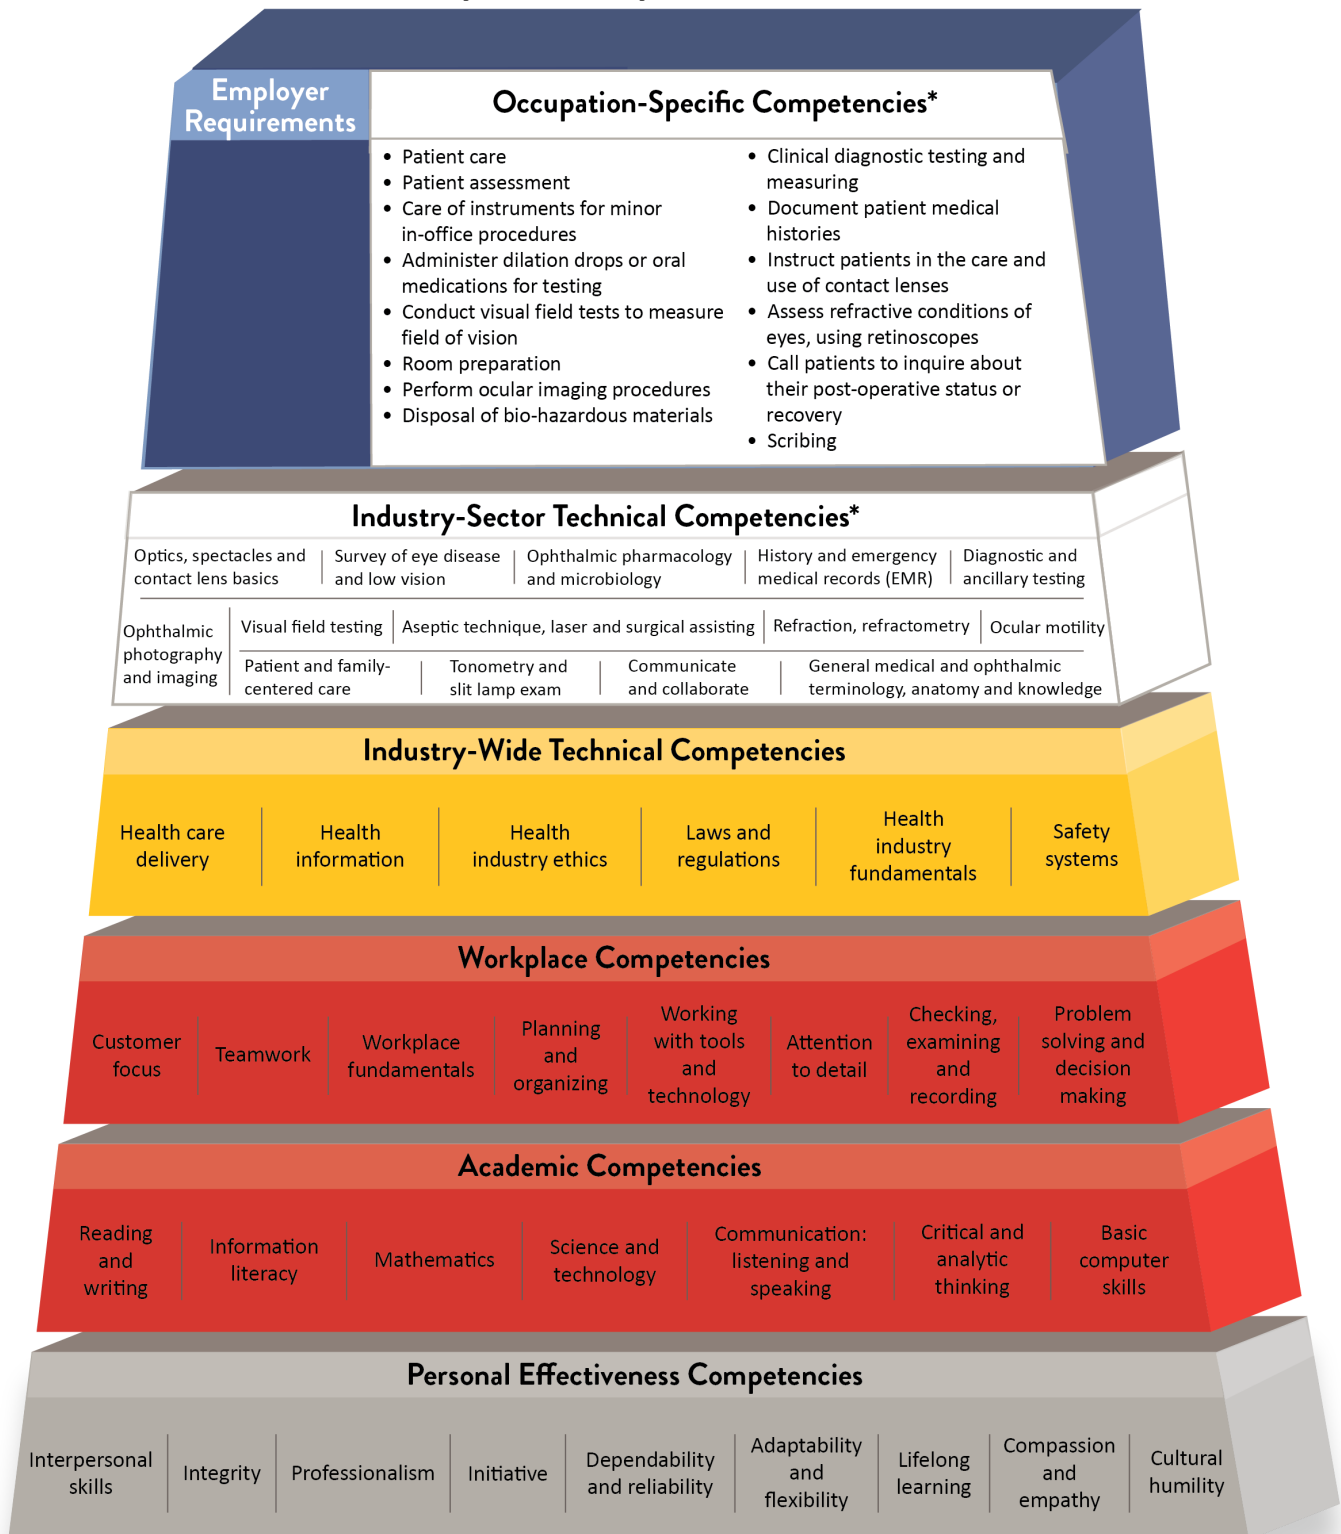 Employer
Requirements
Occupation-Specific Competencies*
• Patient care
• Patient assessment
• Care of instruments for minor
in-office procedures
• Administer dilation drops or oral
medications for testing
• Conduct visual field tests to measure
field of vision
• Room preparation
• Perform ocular imaging procedures
• Disposal of bio-hazardous materials
• Clinical diagnostic testing and
measuring
• Document patient medical
histories
• Instruct patients in the care and
use of contact lenses
• Assess refractive conditions of
eyes, using retinoscopes
• Call patients to inquire about
their post-operative status or
recovery
• Scribing
Industry-Sector Technical Competencies*
Optics, spectacles and
contact lens basics
Survey of eye disease
and low vision
Ophthalmic pharmacology
and microbiology
History and emergency
medical records (EMR)
Diagnostic and
ancillary testing
Ophthalmic
photography
and imaging
Visual field testing
Aseptic technique, laser and surgical assisting
Refraction, refractometry
Ocular motility
Patient and family-
centered care
Tonometry and
slit lamp exam
Communicate
and collaborate
General medical and ophthalmic
terminology, anatomy and knowledge
Industry-Wide Technical Competencies
Health care
delivery
Health
information
Health
industry ethics
Laws and
regulations
Health
industry
fundamentals
Safety
systems
Workplace Competencies
Customer
focus
Teamwork
Workplace
fundamentals
Planning
and
organizing
Working
with tools
and
technology
Attention
to detail
Checking,
examining
and
recording
Problem
solving and
decision
making
Academic Competencies
Reading
and
writing
Information
literacy
Mathematics
Science and
technology
Communication:
listening and
speaking
Critical and
analytic
thinking
Basic
computer
skills
Personal Effectiveness Competencies
Interpersonal
skills
Integrity
Professionalism
Initiative
Dependability
and reliability
Adaptability
and
flexibility
Lifelong
learning
Compassion
and
empathy
Cultural
humility